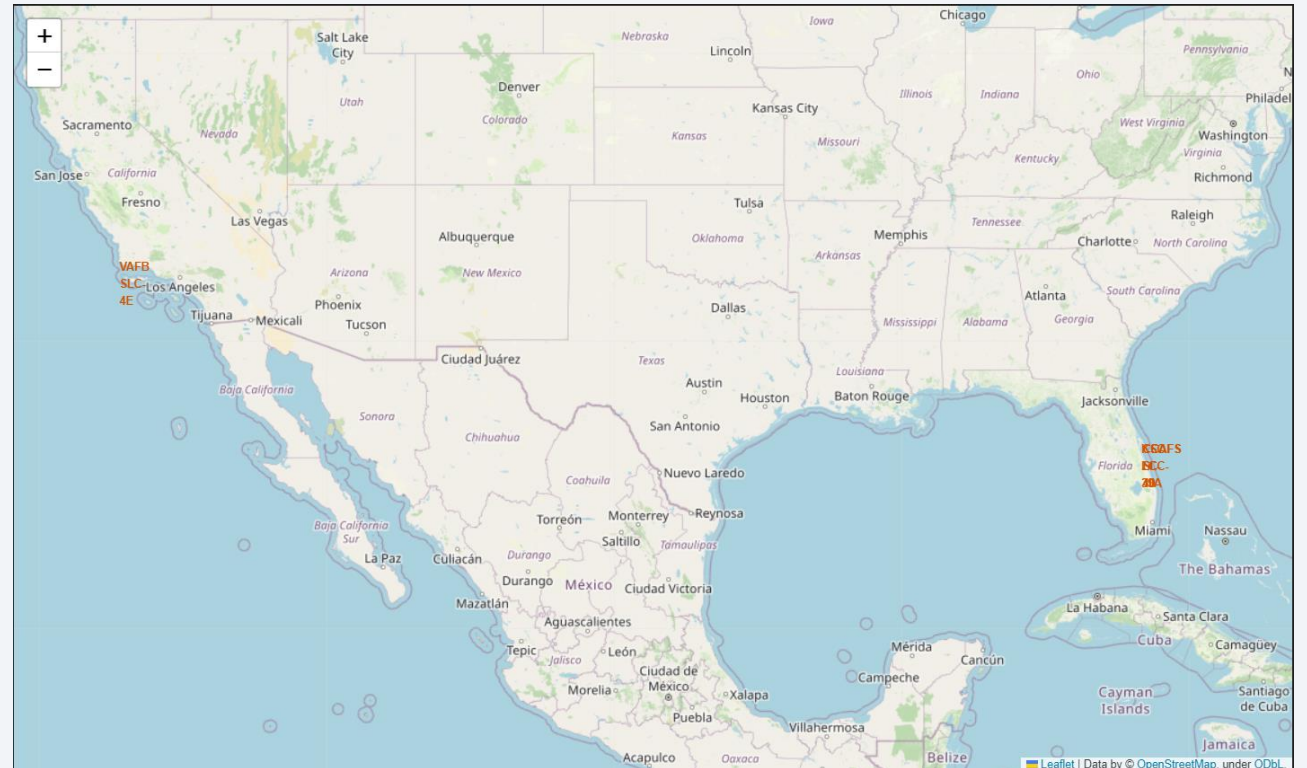 +
−
Chicago
Iowa
Salt Lake
City
Nebraska
Lincoln
Pennsylvania
Denver
Ohio
Utah
Illinois
Indiana
Philadel
Colorado
Kansas City
Sacramento
Nevada
Kansas
Missouri
West Virginia
Washington
Virginia
Kentucky
San Jose
California
Richmond
Fresno
Tulsa
Las Vegas
Raleigh
Tennessee
Albuquerque
Oklahoma
Memphis
Charlotte
North Carolina
Arkansas
VAFB
SLC-
4E
Los Angeles
Arizona
New Mexico
Atlanta
South Carolina
Phoenix
Dallas
Tijuana
Mexicali
Tucson
Mississippi
Alabama
Georgia
Ciudad Juárez
Texas
Louisiana
Austin
Baja California
Houston
Baton Rouge
Jacksonville
Sonora
San Antonio
Chihuahua
Florida
Nuevo Laredo
Coahuila
Monterrey
Reynosa
Torreón
Baja California
Sur
Saltillo
Tamaulipas
Miami
Nassau
La Paz
Culiacán
Durango
The Bahamas
Durango
México
Ciudad Victoria
Mazatlán
La Habana
Santa Clara
Aguascalientes
Cuba
Camagüey
Tepic
León
Mérida
Jalisco
Cancún
Ciudad de
México
Campeche
Morelia
Xalapa
Cayman
Islands
Santiago
de Cuba
Puebla
Villahermosa
Jamaica
Acapulco
Oaxaca
Belize
Leaflet | Data by © OpenStreetMap, under ODbL.